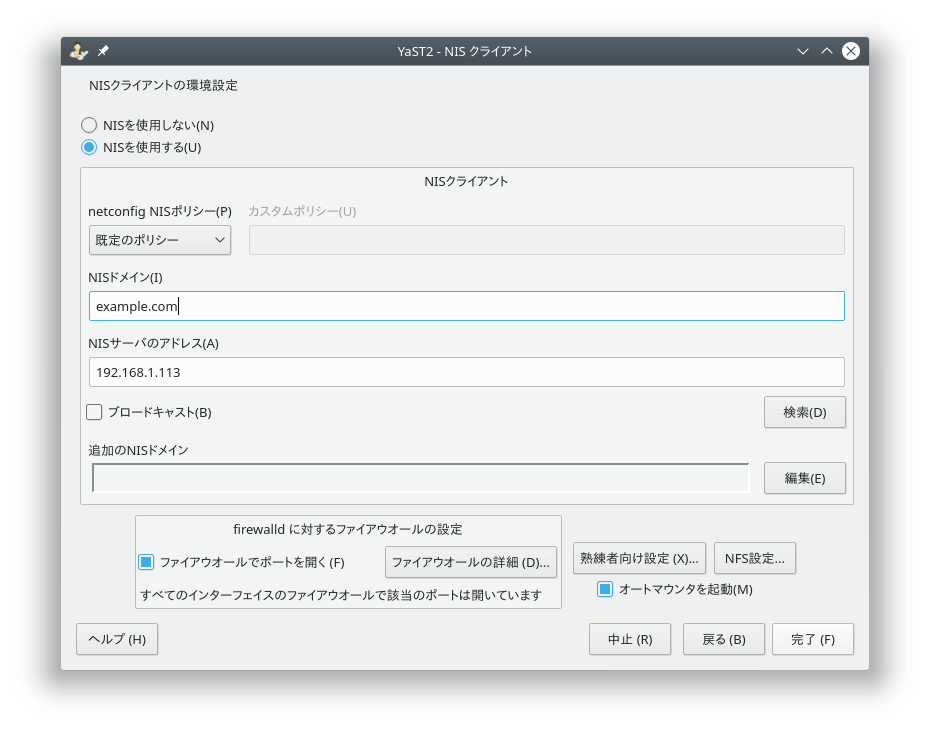 YaST2 - NIS クライアント
NISクライアントの環境設定
NISを使用しない(N)
NISを使用する(U)
NISクライアント
netconfig NISポリシー(P) カスタムポリシー(U)
既定のポリシー
NISドメイン(I)
example.com
NISサーバのアドレス(A)
192.168.1.113
ブロードキャスト(B) 検索(D)
追加のNISドメイン
編集(E)
firewalld に対するファイアウオールの設定
ファイアウオールでポートを開く(F) ファイアウオールの詳細 (D)... 熟練者向け設定 (X)... NFS設定...
オートマウンタを起動(M)
すべてのインターフェイスのファイアウオールで該当のポートは開いています
ヘルプ (H) 中止 (R) 戻る (B) 完了 (F)